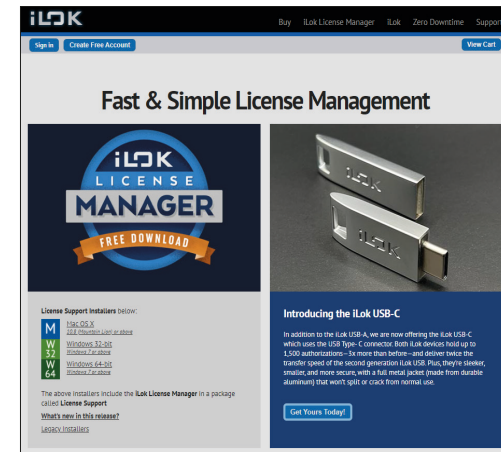 iLOK
Buy iLok License Manager iLok Zero Downtime Support
Sign in Create Free Account View Cart
Fast & Simple License Management
iLOK
LICENSE
MANAGER
FREE DOWNLOAD
iLOK
iLOK
License Support Installers below:
M Mac OS X
10.8 (Mountain Lion) or above
W 32 Windows 32-bit
Windows 7 or above
W 64 Windows 64-bit
Windows 7 or above
The above installers include the iLok License Manager in a package
called License Support
What's new in this release?
Legacy Installers
Introducing the iLok USB-C
In addition to the iLok USB-A, we are now offering the iLok USB-C
which uses the USB Type- C connector. Both iLok devices hold up to
1,500 authorizations—3x more than before—and deliver twice the
transfer speed of the second generation iLok USB. Plus, they're sleeker,
smaller, and more secure, with a full metal jacket (made from durable
aluminum) that won't split or crack from normal use.
Get Yours Today!